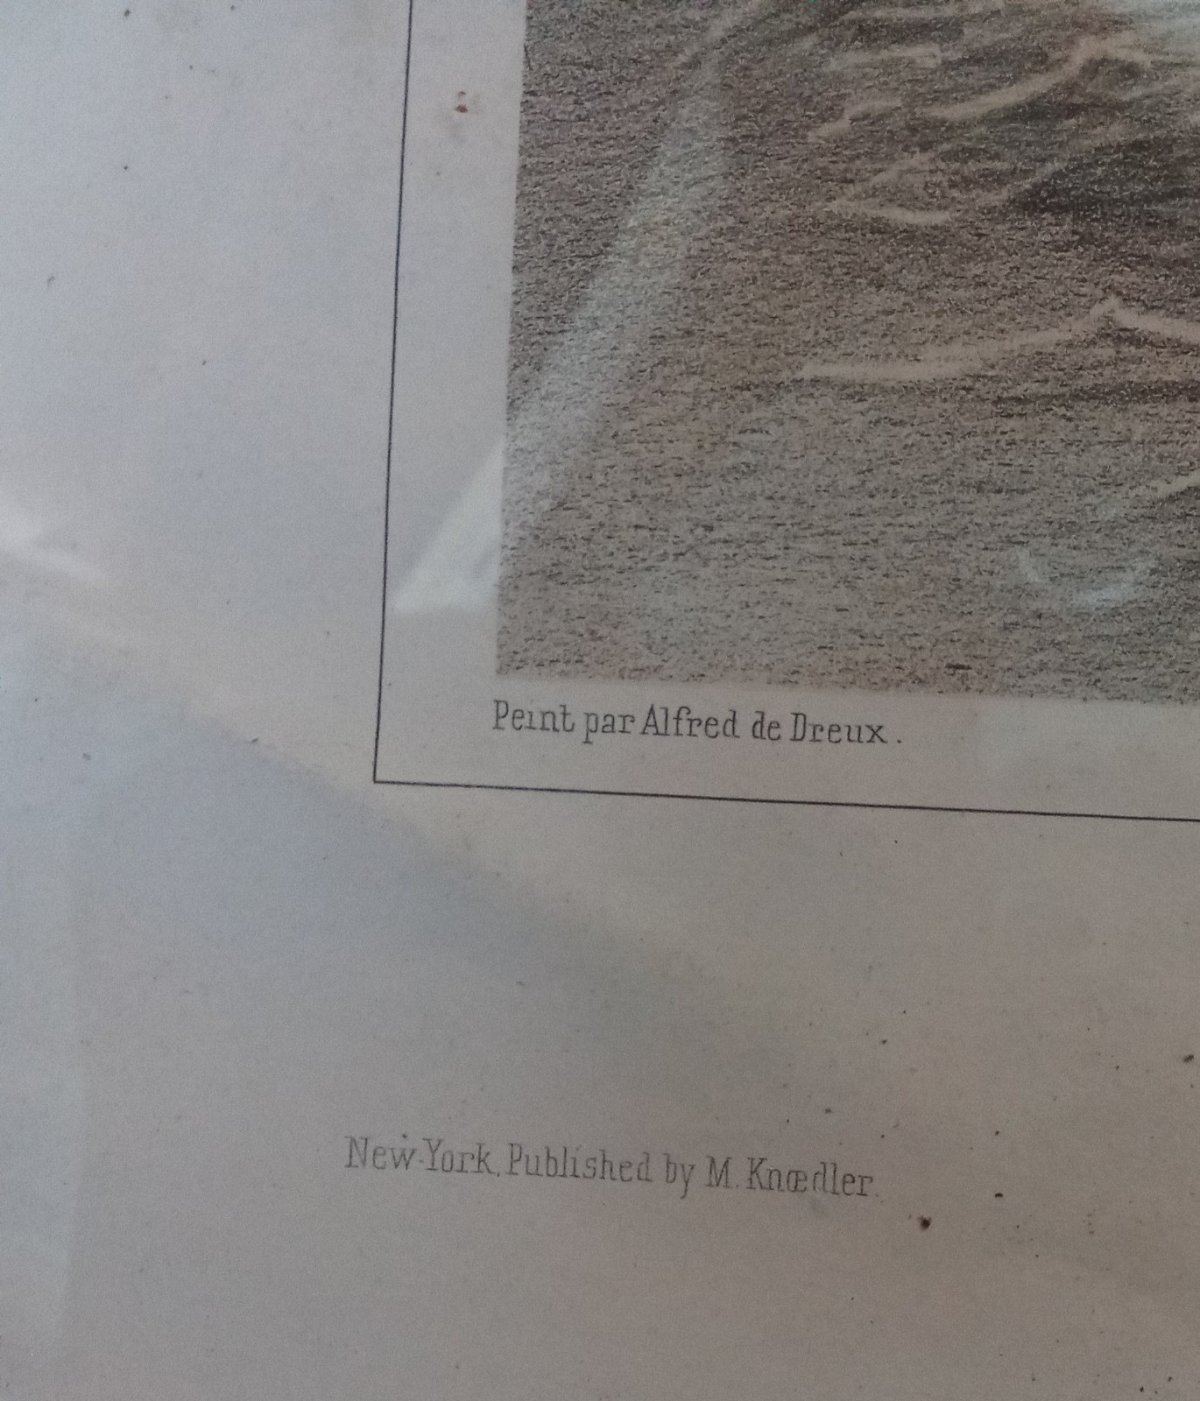 Peint par Alfred de Dreux.
New-York, Published by M. Knœdler.